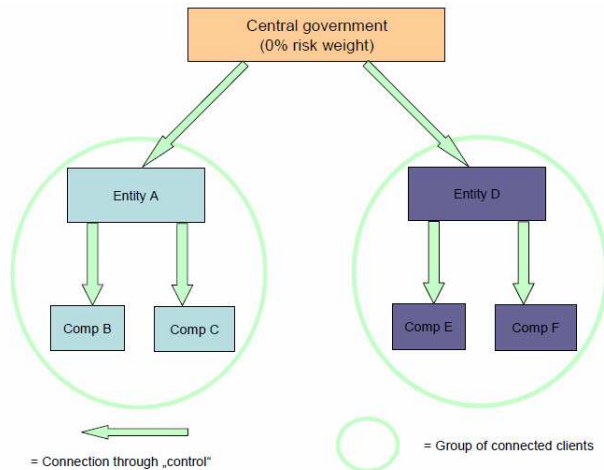 Central government
(0% risk weight)
Entity A
Entity D
Comp B
Comp C
Comp E
Comp F
= Connection through „control“
= Group of connected clients